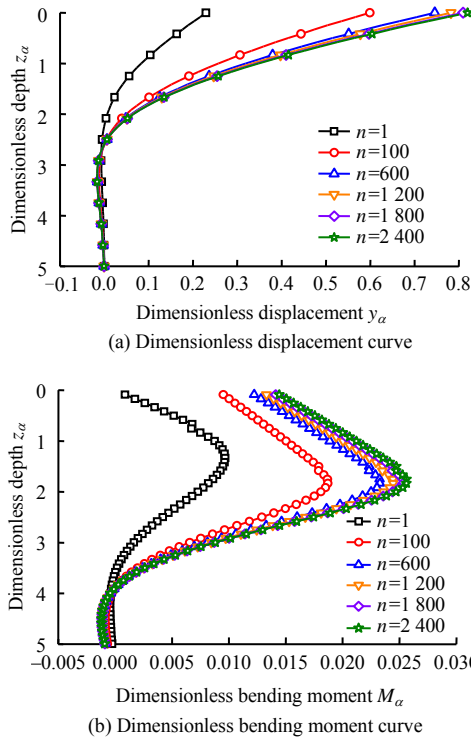 0
1
2
3
4
5
Dimensionless depth zα
n=1
n=100
n=600
n=1 200
n=1 800
n=2 400
−0.1 0.0 0.1 0.2 0.3 0.4 0.5 0.6 0.7 0.8
Dimensionless displacement yα
(a) Dimensionless displacement curve
0
1
2
3
4
5
Dimensionless depth zα
n=1
n=100
n=600
n=1 200
n=1 800
n=2 400
−0.005 0.000 0.005 0.010 0.015 0.020 0.025 0.030
Dimensionless bending moment Mα
(b) Dimensionless bending moment curve